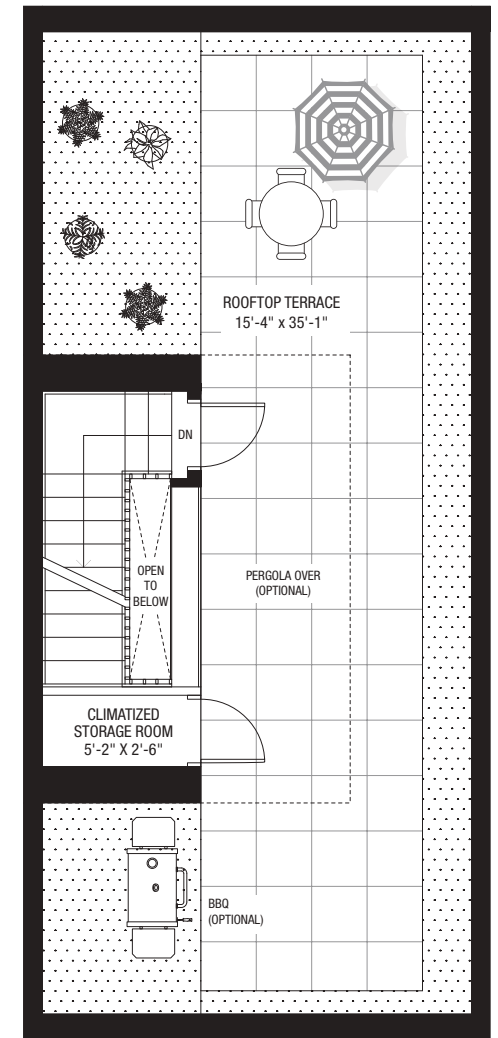 ROOFTOP TERRACE
15'-4" x 35'-1"
DN
OPEN
TO
BELOW
PERGOLA OVER
(OPTIONAL)
CLIMATIZED
STORAGE ROOM
5'-2" X 2'-6"
BBQ
(OPTIONAL)